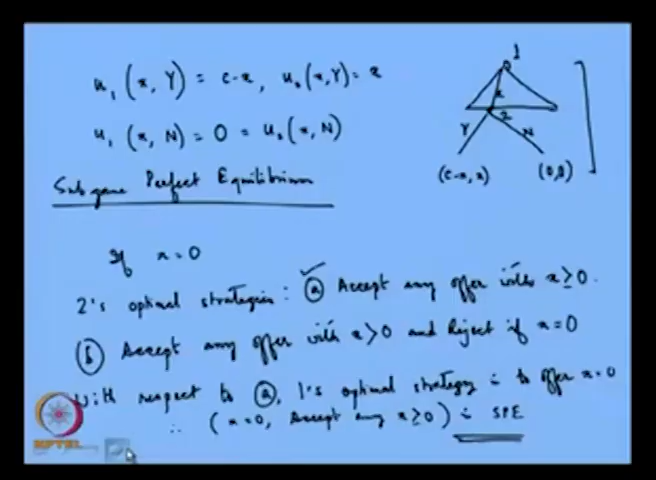 u₁ (x, Y) = c-x, u₂(x,Y) = x
u₁ (x, N) = 0 = u₂(x, N)
1
x
2
Y
N
(c-x, x)
(0,0)
Subgame Perfect Equilibrium
If x = 0
2's optimal strategies: ⓐ Accept any offer with x ≥ 0.
ⓑ Accept any offer with x > 0 and Reject if x = 0
With respect to ⓐ, 1's optimal strategy is to offer x = 0
∴ (x = 0, Accept any x ≥ 0) is SPE
NPTEL